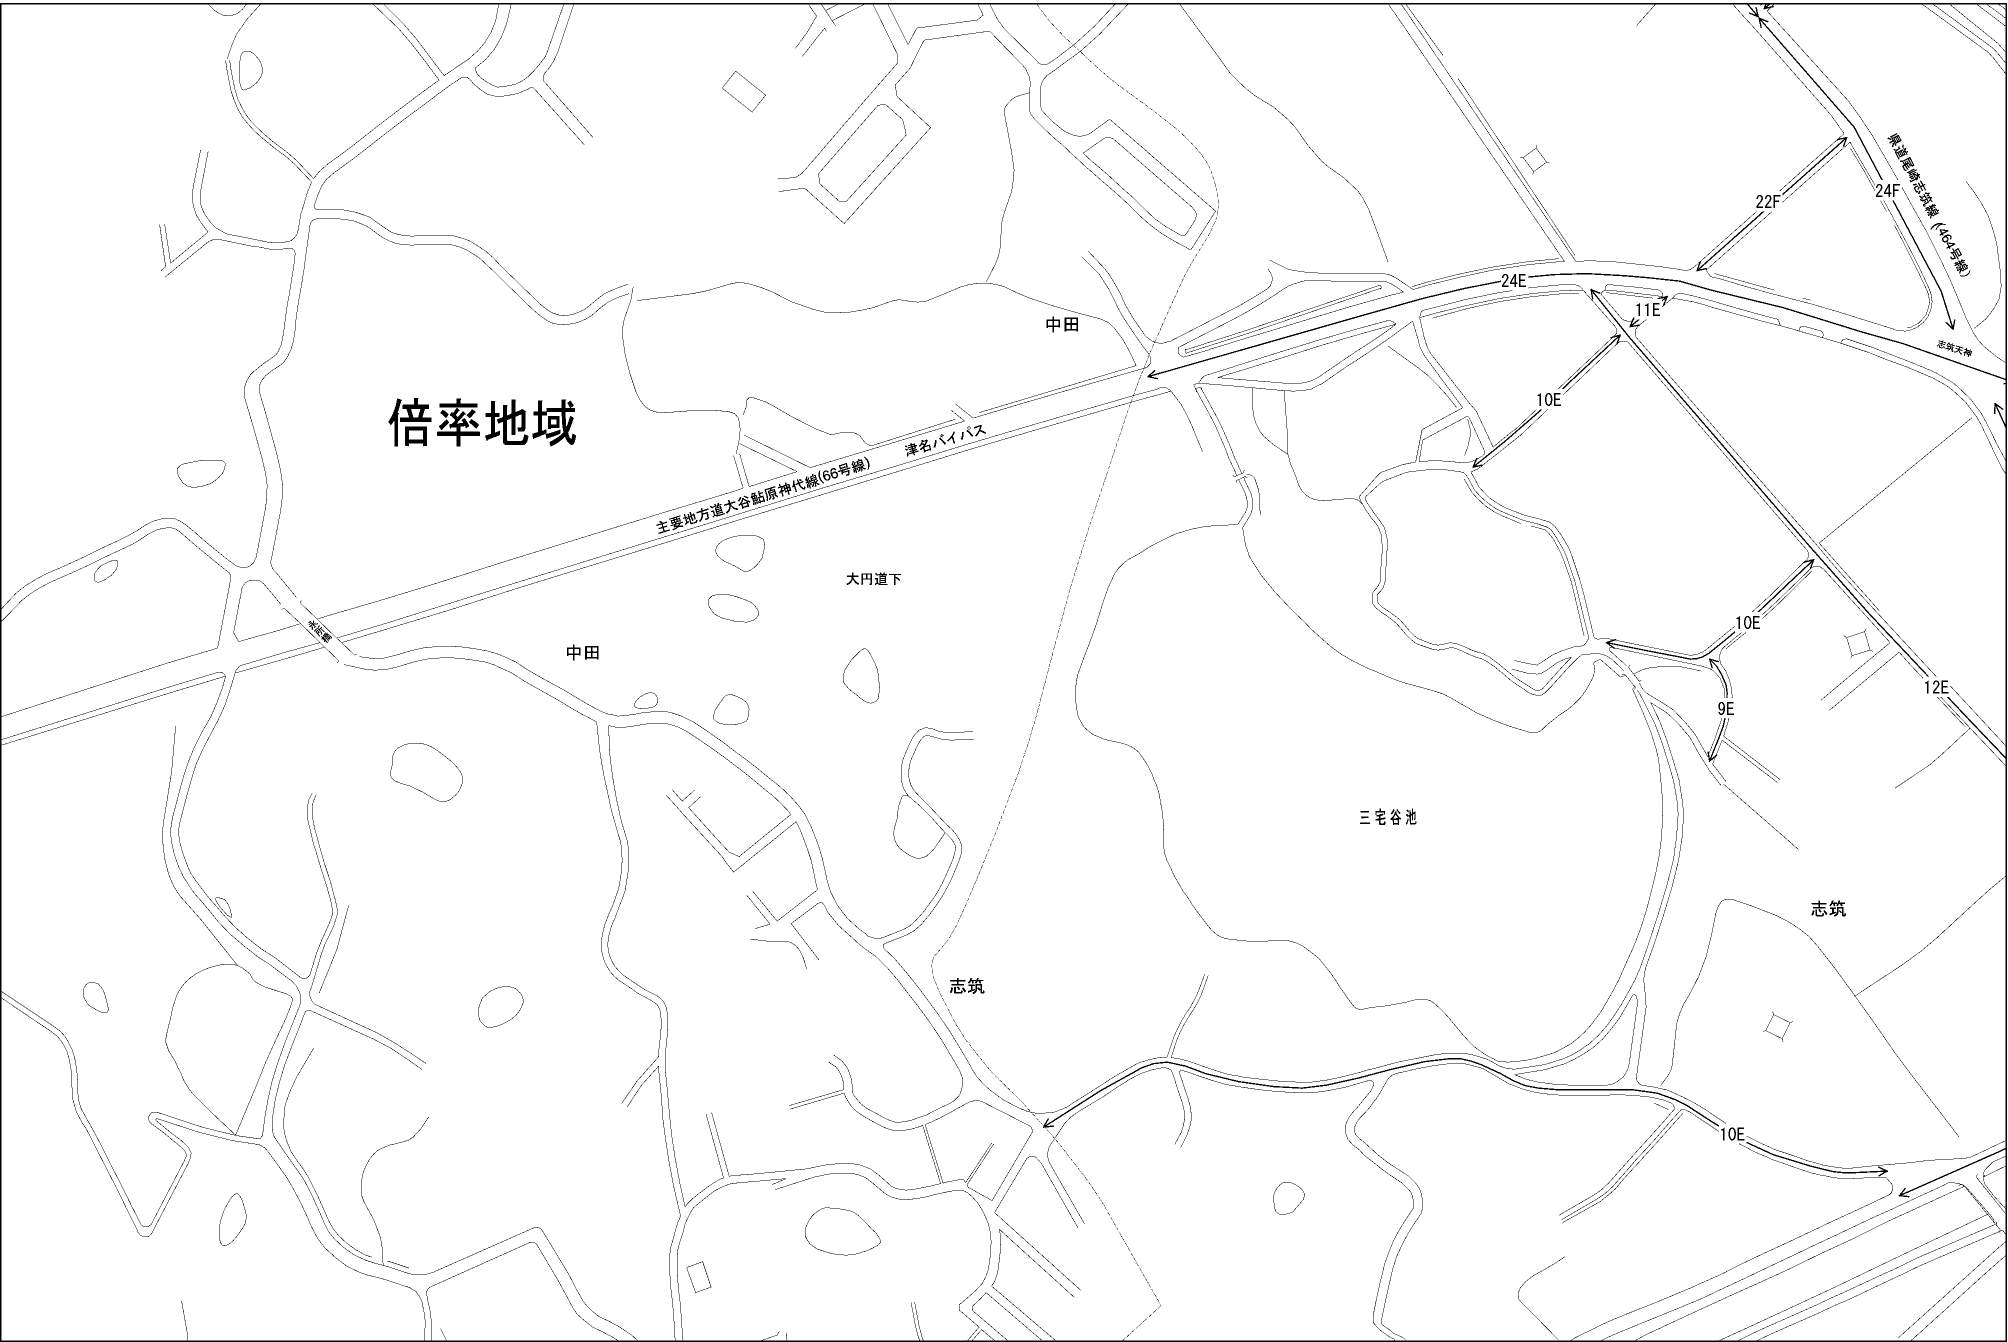 県道尾崎志筑線 (464号線)
24F
22F
24E
11E
中田
志筑天神
10E
倍率地域
津名バイパス
主要地方道大谷鮎原神代線(66号線)
大円道下
10E
中田
12E
9E
三宅谷池
志筑
志筑
10E